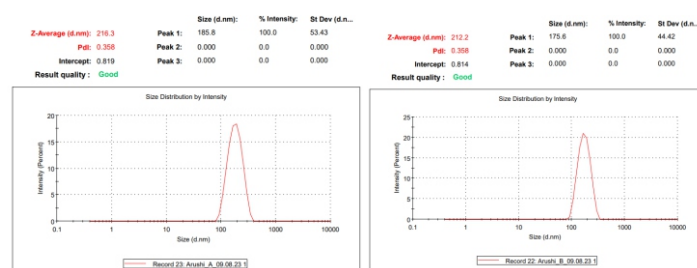 Size (d.nm): % Intensity: St Dev (d.n...
Z-Average (d.nm): 216.3 Peak 1: 185.8 100.0 53.43
PdI: 0.358 Peak 2: 0.000 0.0 0.000
Intercept: 0.819 Peak 3: 0.000 0.0 0.000
Result quality : Good
Size Distribution by Intensity
Intensity (Percent)
20
15
10
5
0
0.1 1 10 100 1000 10000
Size (d.nm)
Record 23: Arushi_A_09.08.23 1
Size (d.nm): % Intensity: St Dev (d.n...
Z-Average (d.nm): 212.2 Peak 1: 175.6 100.0 44.42
PdI: 0.358 Peak 2: 0.000 0.0 0.000
Intercept: 0.814 Peak 3: 0.000 0.0 0.000
Result quality : Good
Size Distribution by Intensity
Intensity (Percent)
25
20
15
10
5
0
0.1 1 10 100 1000 10000
Size (d.nm)
Record 22: Arushi_B_09.08.23 1